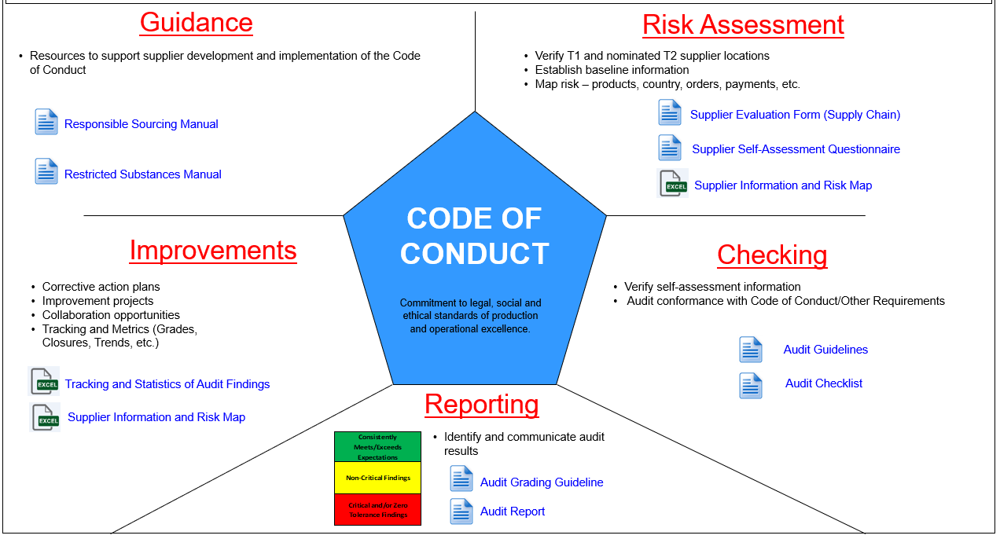 Guidance
• Resources to support supplier development and implementation of the Code
of Conduct
Responsible Sourcing Manual
Restricted Substances Manual
Risk Assessment
• Verify T1 and nominated T2 supplier locations
• Establish baseline information
• Map risk – products, country, orders, payments, etc.
Supplier Evaluation Form (Supply Chain)
Supplier Self-Assessment Questionnaire
EXCEL
Supplier Information and Risk Map
CODE OF
CONDUCT
Commitment to legal, social and
ethical standards of production
and operational excellence.
Improvements
• Corrective action plans
• Improvement projects
• Collaboration opportunities
• Tracking and Metrics (Grades,
Closures, Trends, etc.)
EXCEL
Tracking and Statistics of Audit Findings
EXCEL
Supplier Information and Risk Map
Checking
• Verify self-assessment information
• Audit conformance with Code of Conduct/Other Requirements
Audit Guidelines
Audit Checklist
Reporting
• Identify and communicate audit
results
Audit Grading Guideline
Audit Report
Consistently
Meets/Exceeds
Expectations
Non-Critical Findings
Critical and/or Zero
Tolerance Findings